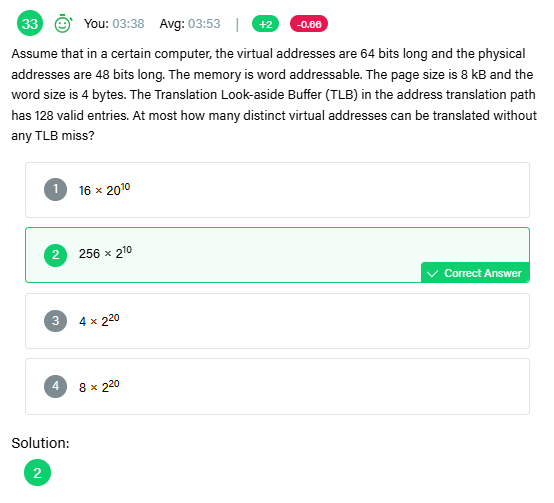 33 You: 03:38 Avg: 03:53 | +2 -0.66
Assume that in a certain computer, the virtual addresses are 64 bits long and the physical
addresses are 48 bits long. The memory is word addressable. The page size is 8 kB and the
word size is 4 bytes. The Translation Look-aside Buffer (TLB) in the address translation path
has 128 valid entries. At most how many distinct virtual addresses can be translated without
any TLB miss?
1 16 × 20¹⁰
2 256 × 2¹⁰
Correct Answer
3 4 × 2²⁰
4 8 × 2²⁰
Solution:
2